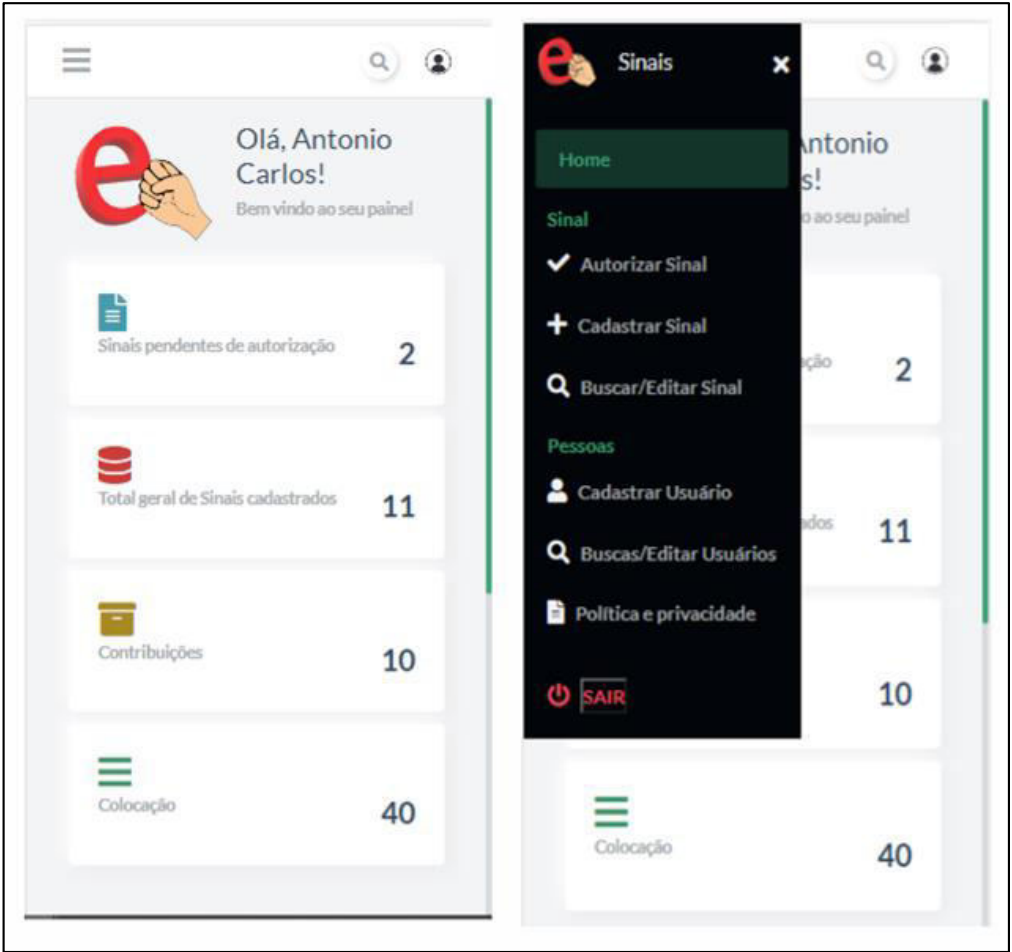 Olá, Antonio
Carlos!
Bem vindo ao seu painel
Sinais pendentes de autorização
2
Total geral de Sinais cadastrados
11
Contribuições
10
Colocação
40
Sinais
Home
Sinal
Autorizar Sinal
Cadastrar Sinal
Buscar/Editar Sinal
Pessoas
Cadastrar Usuário
Buscas/Editar Usuários
Política e privacidade
SAIR
ntonio
s!
o ao seu painel
ação
2
ados
11
10
Colocação
40